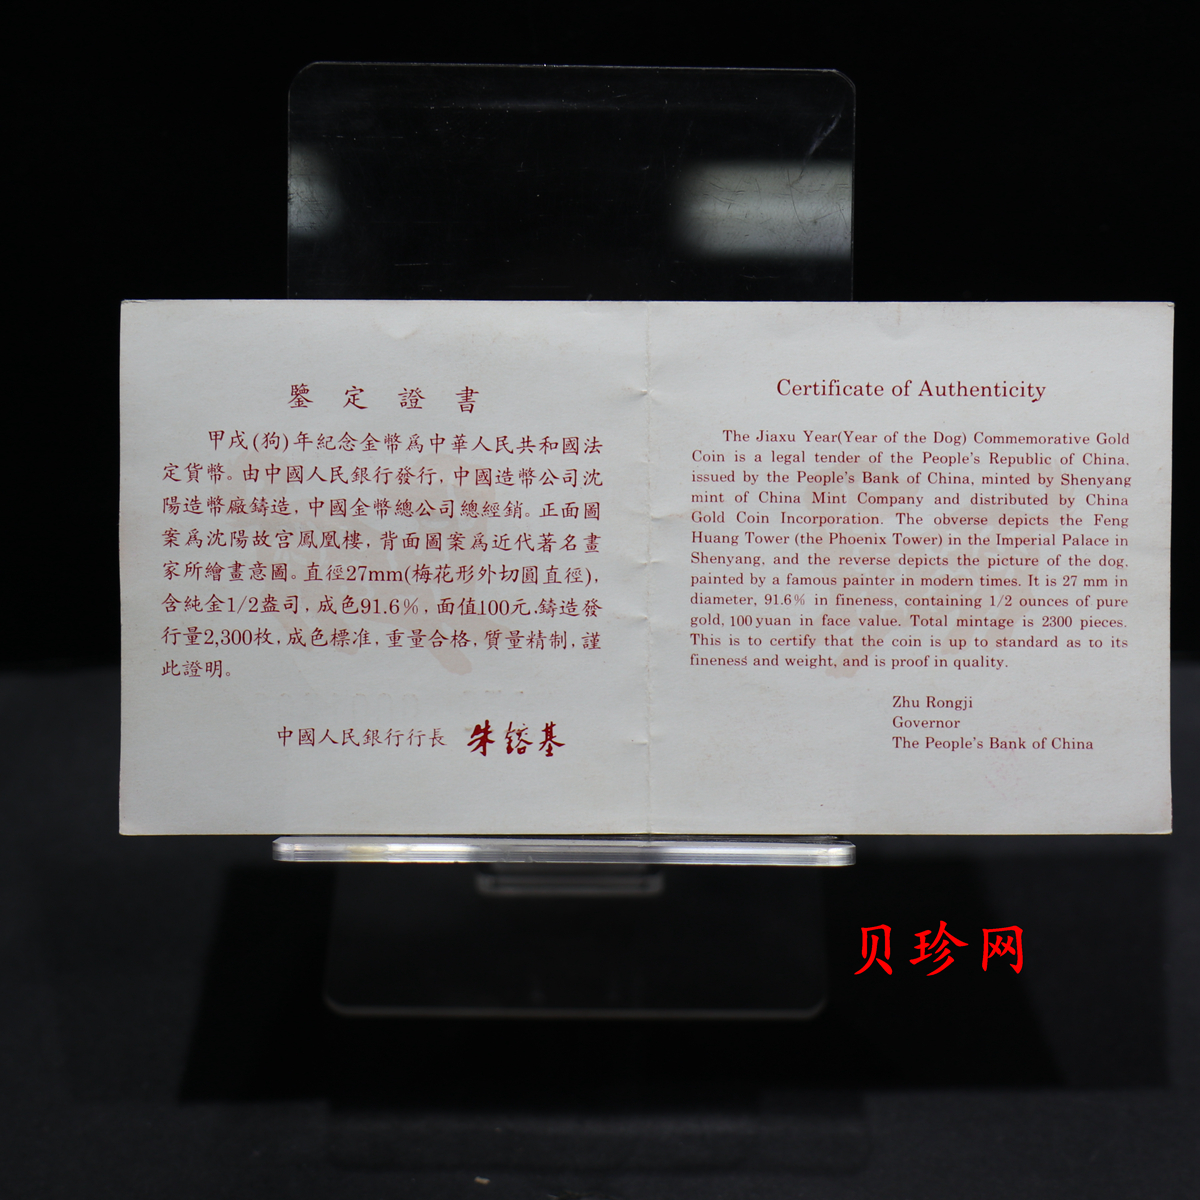 鑒定證書
甲戌(狗)年紀念金幣爲中華人民共和國法
定貨幣。由中國人民銀行發行,中國造幣公司沈
陽造幣廠鑄造,中國金幣總公司總經銷。正面圖
案爲沈陽故宫鳳凰樓,背面圖案爲近代著名畫
家所繪畫意圖。直徑27mm(梅花形外切圓直徑),
含純金1/2盎司,成色91.6%,面值100元.鑄造發
行量2,300枚,成色標准,重量合格,質量精制,謹
此證明。
中國人民銀行行長 朱鎔基
Certificate of Authenticity
The Jiaxu Year(Year of the Dog) Commemorative Gold
Coin is a legal tender of the People's Republic of China,
issued by the People's Bank of China, minted by Shenyang
mint of China Mint Company and distributed by China
Gold Coin Incorporation. The obverse depicts the Feng
Huang Tower (the Phoenix Tower) in the Imperial Palace in
Shenyang, and the reverse depicts the picture of the dog,
painted by a famous painter in modern times. It is 27 mm in
diameter, 91.6% in fineness, containing 1/2 ounces of pure
gold, 100 yuan in face value. Total mintage is 2300 pieces.
This is to certify that the coin is up to standard as to its
fineness and weight, and is proof in quality.
Zhu Rongji
Governor
The People's Bank of China
贝珍网